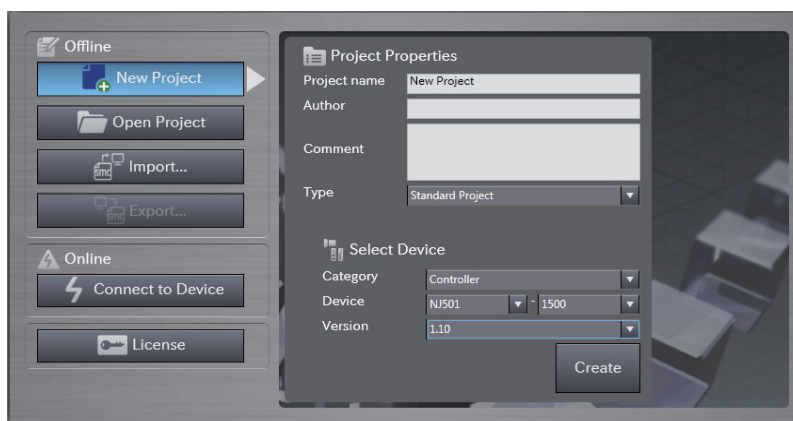 Offline
New Project
Open Project
Import...
Export...
Online
Connect to Device
License
Project Properties
Project name New Project
Author
Comment
Type Standard Project
Select Device
Category Controller
Device NJ501 - 1500
Version 1.10
Create